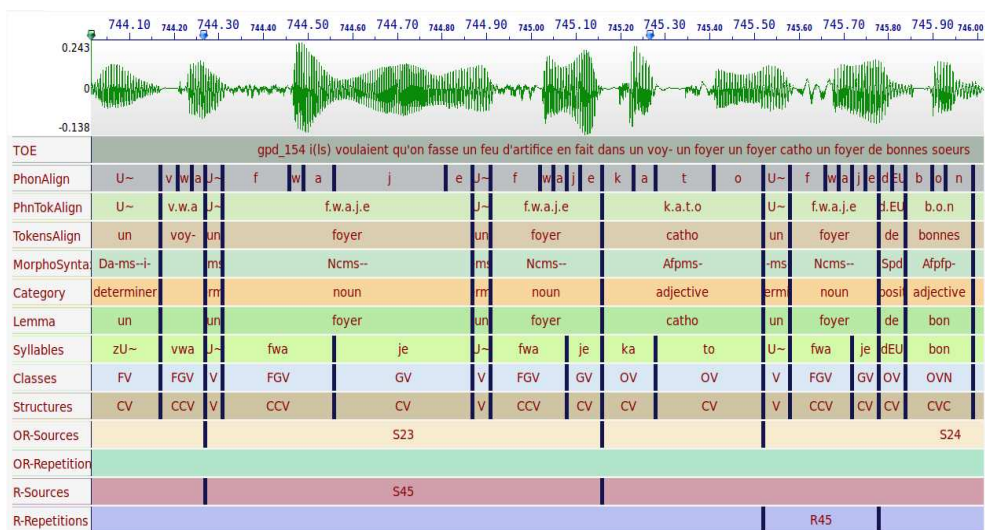 744.10 744.20 744.30 744.40 744.50 744.60 744.70 744.80 744.90 745.00 745.10 745.20 745.30 745.40 745.50 745.60 745.70 745.80 745.90 746.00
0.243
0
-0.138
TOE gpd_154 i(ls) voulaient qu'on fasse un feu d'artifice en fait dans un voy- un foyer un foyer catho un foyer de bonnes soeurs
PhonAlign U~ v w a U~ f w a j e U~ f w a j e k a t o U~ f w a j e d EU b o n
PhnTokAlign U~ v.w.a U~ f.w.a.j.e U~ f.w.a.j.e k.a.t.o U~ f.w.a.j.e d.EU b.o.n
TokensAlign un voy- un foyer un foyer catho un foyer de bonnes
MorphoSynta Da-ms--i- ms Ncms-- ms Ncms-- Afpms- -ms Ncms-- Spd Afpfp-
Category determiner rm noun rm noun adjective erm noun posit adjective
Lemma un un foyer un foyer catho un foyer de bon
Syllables zU~ vwa U~ fwa je U~ fwa je ka to U~ fwa je dEU bon
Classes FV FGV V FGV GV V FGV GV OV OV V FGV GV OV OVN
Structures CV CCV V CCV CV V CCV CV CV CV V CCV CV CV CVC
OR-Sources S23 S24
OR-Repetition
R-Sources S45
R-Repetitions R45